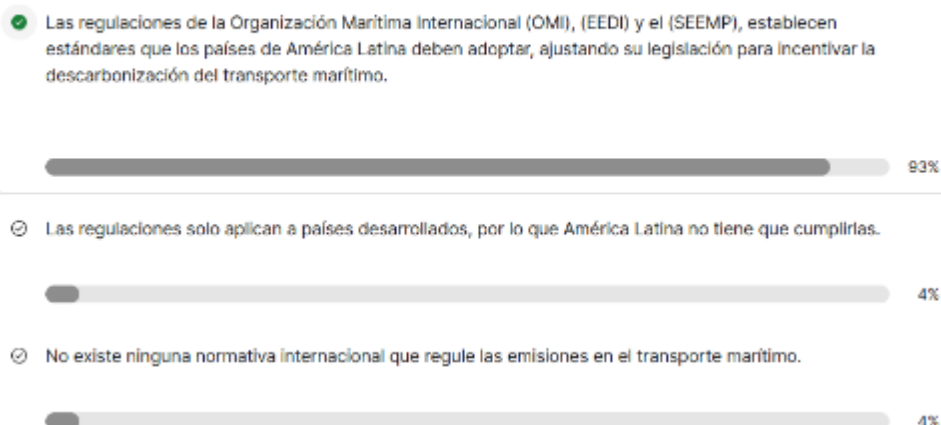 Las regulaciones de la Organización Marítima Internacional (OMI), (EEDI) y el (SEEMP), establecen
estándares que los países de América Latina deben adoptar, ajustando su legislación para incentivar la
descarbonización del transporte marítimo.
93%
Las regulaciones solo aplican a países desarrollados, por lo que América Latina no tiene que cumplirlas.
4%
No existe ninguna normativa internacional que regule las emisiones en el transporte marítimo.
4%